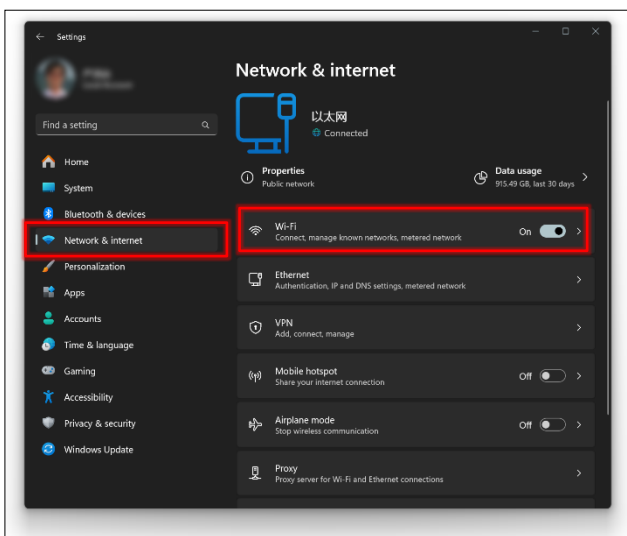 Settings
Network & internet
Find a setting
以太网
Connected
Home
System
Bluetooth & devices
Network & internet
Personalization
Apps
Accounts
Time & language
Gaming
Accessibility
Privacy & security
Windows Update
Properties
Public network
Data usage
915.49 GB, last 30 days
Wi-Fi
Connect, manage known networks, metered network
On
Ethernet
Authentication, IP and DNS settings, metered network
VPN
Add, connect, manage
Mobile hotspot
Share your internet connection
Off
Airplane mode
Stop wireless communication
Off
Proxy
Proxy server for Wi-Fi and Ethernet connections